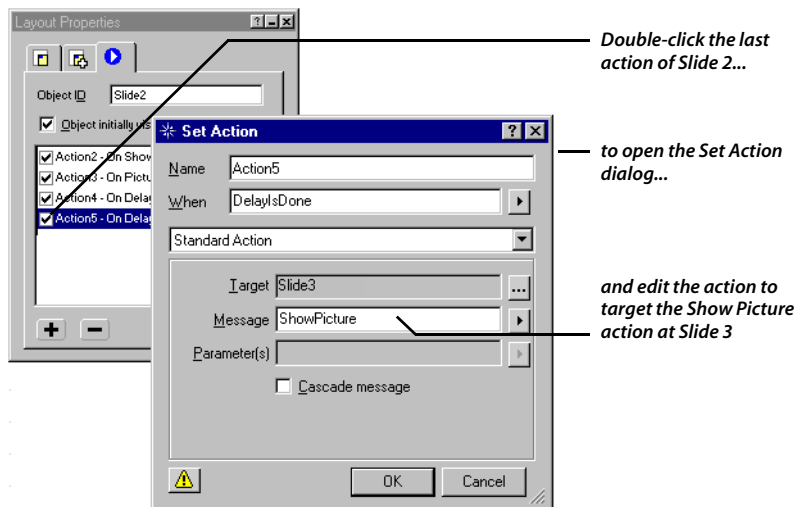 Layout Properties
Object ID Slide2
Object initially vis
Action2 - On Show
Action3 - On Pictu
Action4 - On Delay
Action5 - On Delay
Set Action
Name Action5
When DelayIsDone
Standard Action
Target Slide3
...
Message ShowPicture
Parameter(s)
Cascade message
OK Cancel
Double-click the last
action of Slide 2...
to open the Set Action
dialog...
and edit the action to
target the Show Picture
action at Slide 3